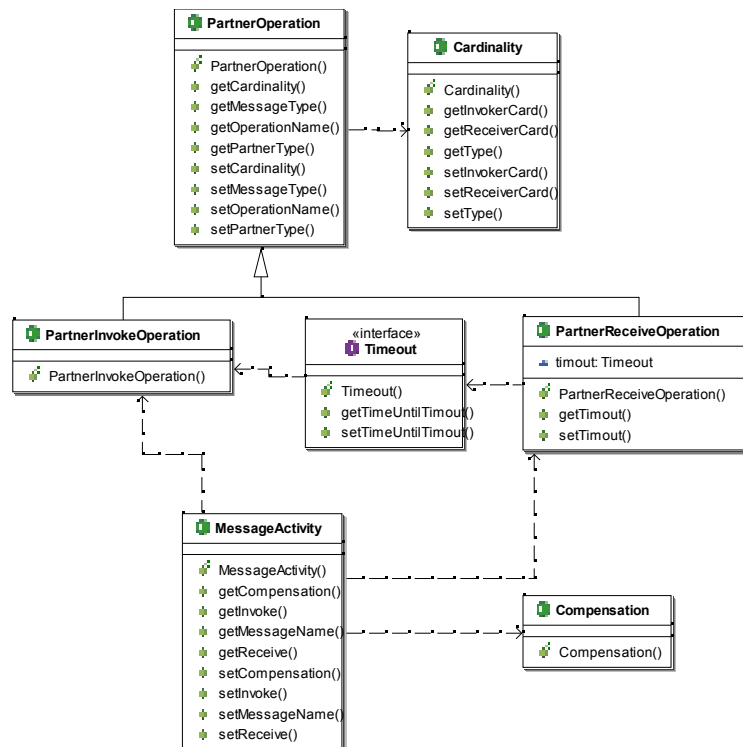 PartnerOperation
PartnerOperation()
getCardinality()
getMessageType()
getOperationName()
getPartnerType()
setCardinality()
setMessageType()
setOperationName()
setPartnerType()
Cardinality
Cardinality()
getInvokerCard()
getReceiverCard()
getType()
setInvokerCard()
setReceiverCard()
setType()
PartnerInvokeOperation
PartnerInvokeOperation()
«interface»
Timeout
Timeout()
getTimeUntilTimout()
setTimeUntilTimout()
PartnerReceiveOperation
timout: Timeout
PartnerReceiveOperation()
getTimout()
setTimout()
MessageActivity
MessageActivity()
getCompensation()
getInvoke()
getMessageName()
getReceive()
setCompensation()
setInvoke()
setMessageName()
setReceive()
Compensation
Compensation()